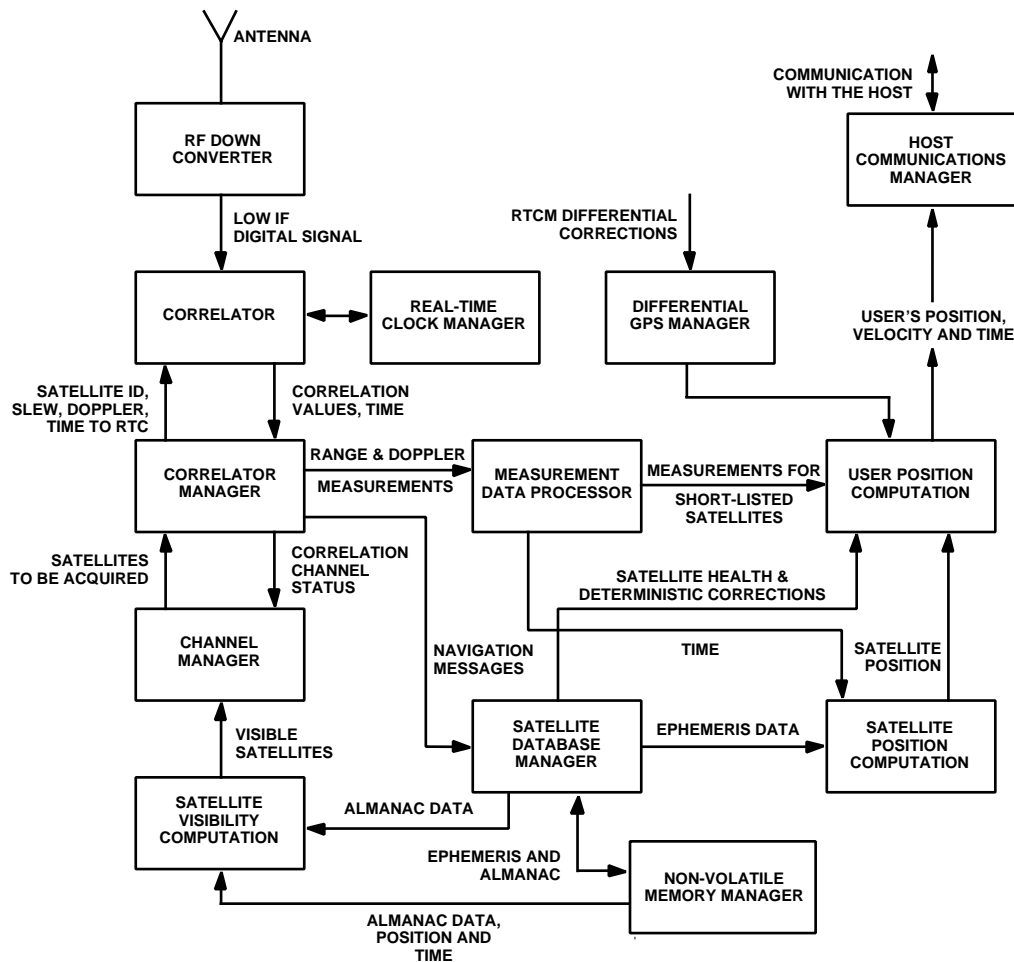 ANTENNA
COMMUNICATION
WITH THE HOST
RF DOWN
CONVERTER
HOST
COMMUNICATIONS
MANAGER
LOW IF
DIGITAL SIGNAL
RTCM DIFFERENTIAL
CORRECTIONS
CORRELATOR
REAL-TIME
CLOCK MANAGER
DIFFERENTIAL
GPS MANAGER
USER'S POSITION,
VELOCITY AND TIME
SATELLITE ID,
SLEW, DOPPLER,
TIME TO RTC
CORRELATION
VALUES, TIME
CORRELATOR
MANAGER
RANGE & DOPPLER
MEASUREMENTS
MEASUREMENT
DATA PROCESSOR
MEASUREMENTS FOR
SHORT-LISTED
SATELLITES
USER POSITION
COMPUTATION
SATELLITES
TO BE ACQUIRED
CORRELATION
CHANNEL
STATUS
SATELLITE HEALTH &
DETERMINISTIC CORRECTIONS
CHANNEL
MANAGER
NAVIGATION
MESSAGES
TIME
SATELLITE
POSITION
VISIBLE
SATELLITES
SATELLITE
DATABASE
MANAGER
EPHEMERIS DATA
SATELLITE
POSITION
COMPUTATION
SATELLITE
VISIBILITY
COMPUTATION
ALMANAC DATA
EPHEMERIS AND
ALMANAC
NON-VOLATILE
MEMORY MANAGER
ALMANAC DATA,
POSITION AND
TIME